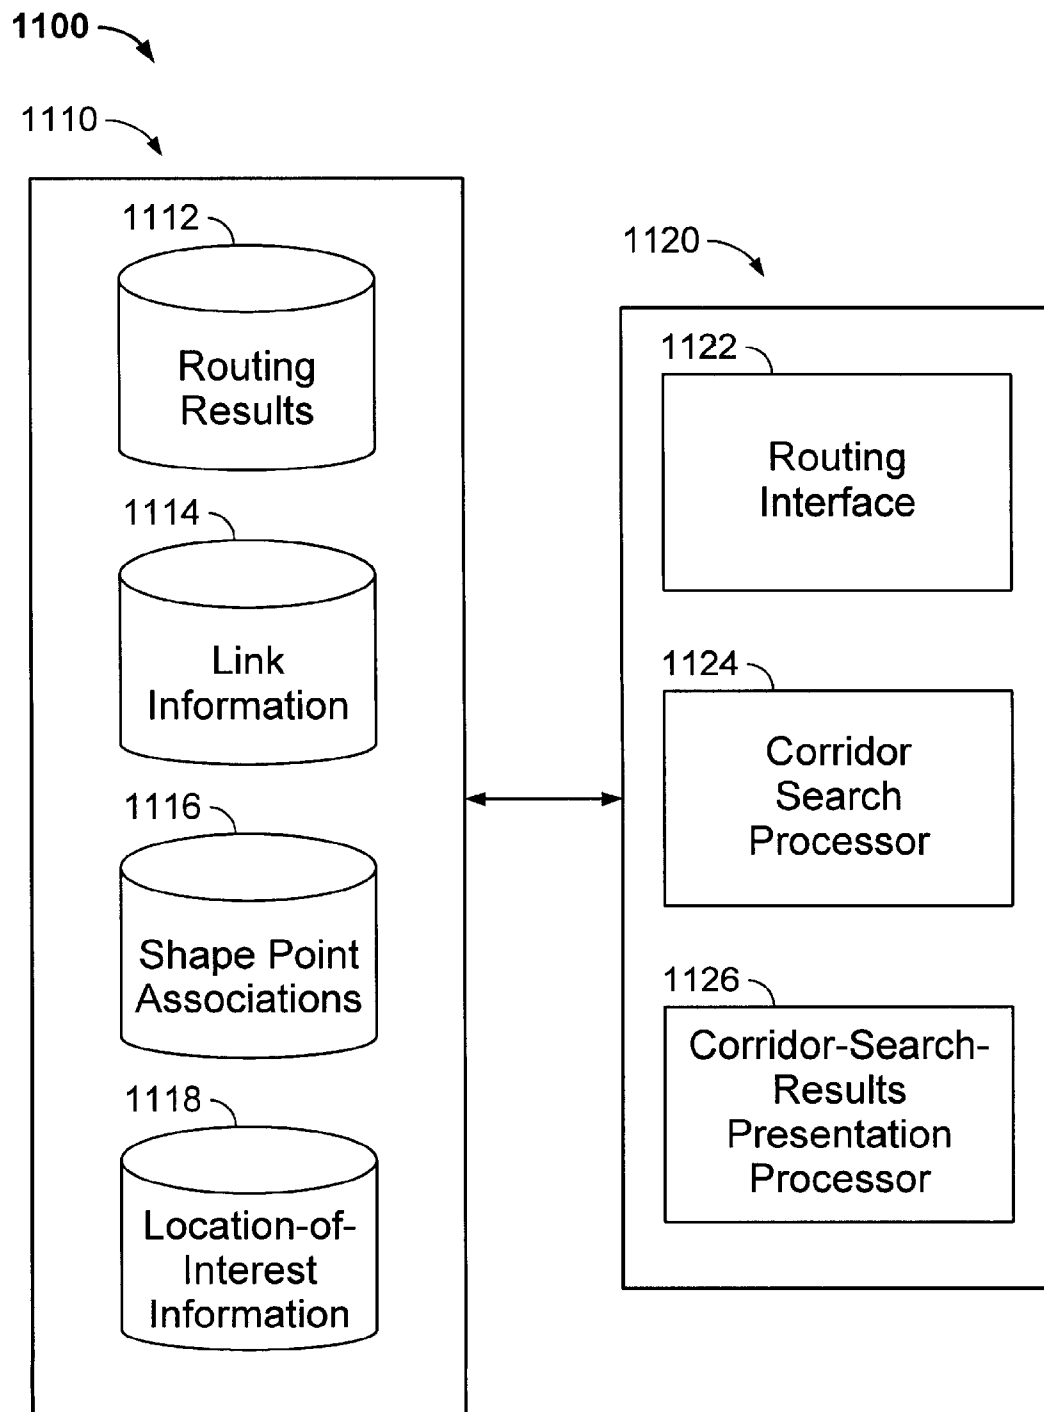 1100
1110
1112
Routing
Results
1114
Link
Information
1116
Shape Point
Associations
1118
Location-of-
Interest
Information
1120
1122
Routing
Interface
1124
Corridor
Search
Processor
1126
Corridor-Search-
Results
Presentation
Processor